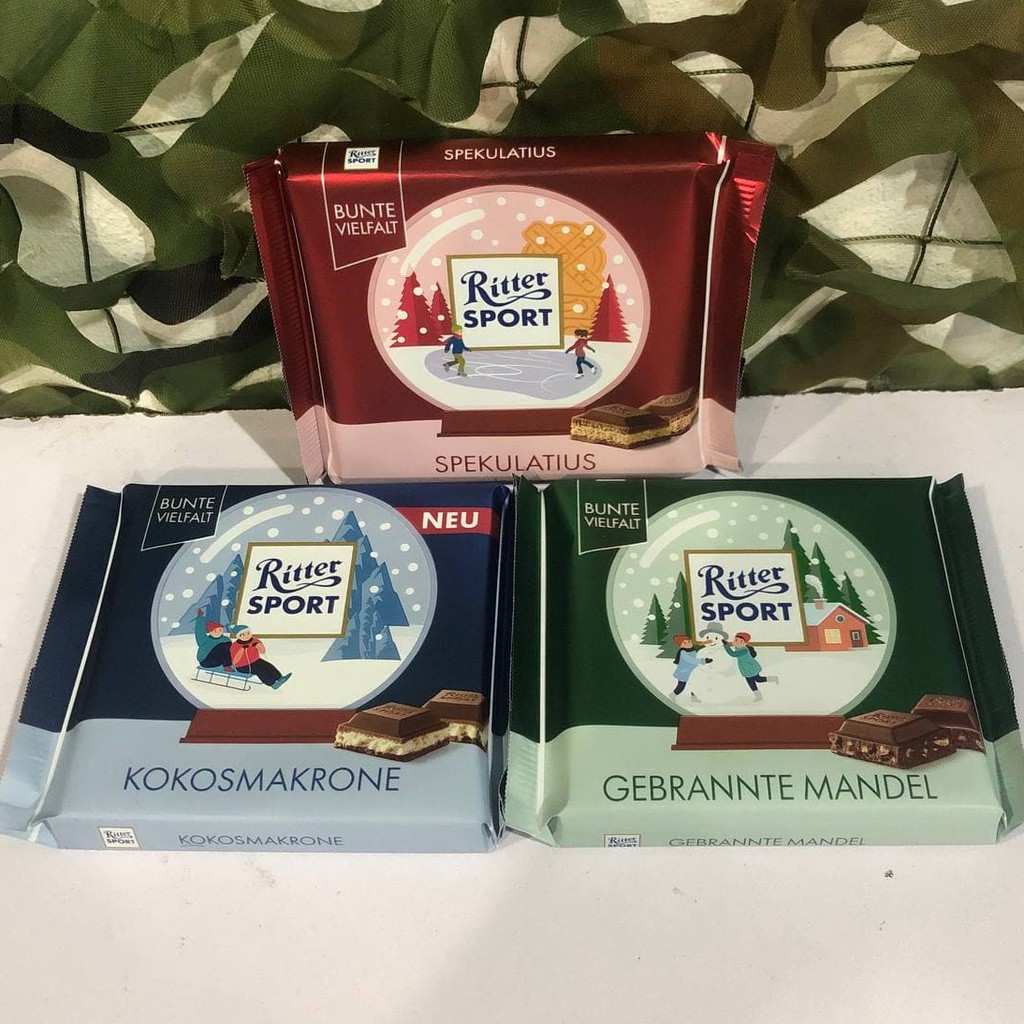 Ritter
SPORT
SPEKULATIUS
BUNTE
VIELFALT
Ritter
SPORT
SPEKULATIUS
BUNTE
VIELFALT
NEU
Ritter
SPORT
KOKOSMAKRONE
Ritter
SPORT
KOKOSMAKRONE
BUNTE
VIELFALT
Ritter
SPORT
GEBRANNTE MANDEL
Ritter
SPORT
GEBRANNTE MANDEL